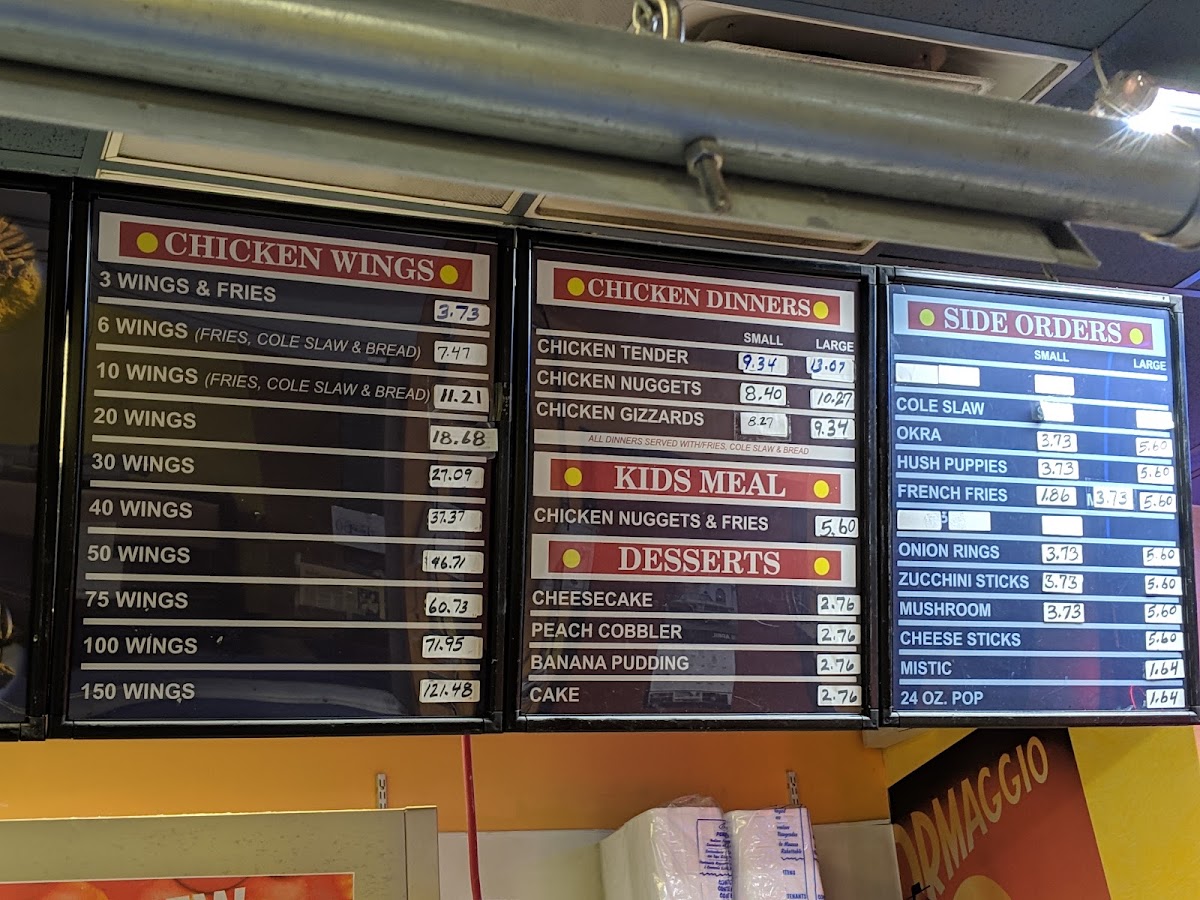 CHICKEN WINGS
3 WINGS & FRIES 3.73
6 WINGS (FRIES, COLE SLAW & BREAD) 7.47
10 WINGS (FRIES, COLE SLAW & BREAD) 11.21
20 WINGS 18.68
30 WINGS 27.09
40 WINGS 37.37
50 WINGS 46.71
75 WINGS 60.73
100 WINGS 71.95
150 WINGS 121.48
CHICKEN DINNERS
SMALL LARGE
CHICKEN TENDER 9.34 13.07
CHICKEN NUGGETS 8.40 10.27
CHICKEN GIZZARDS 8.27 9.34
ALL DINNERS SERVED WITH/FRIES, COLE SLAW & BREAD
KIDS MEAL
CHICKEN NUGGETS & FRIES 5.60
DESSERTS
CHEESECAKE 2.76
PEACH COBBLER 2.76
BANANA PUDDING 2.76
CAKE 2.76
SIDE ORDERS
SMALL LARGE
COLE SLAW
OKRA 3.73 5.60
HUSH PUPPIES 3.73 5.60
FRENCH FRIES 1.86 M 3.73 5.60
ONION RINGS 3.73 5.60
ZUCCHINI STICKS 3.73 5.60
MUSHROOM 3.73 5.60
CHEESE STICKS 5.60
MISTIC 1.64
24 OZ. POP 1.64
ORMAGGIO